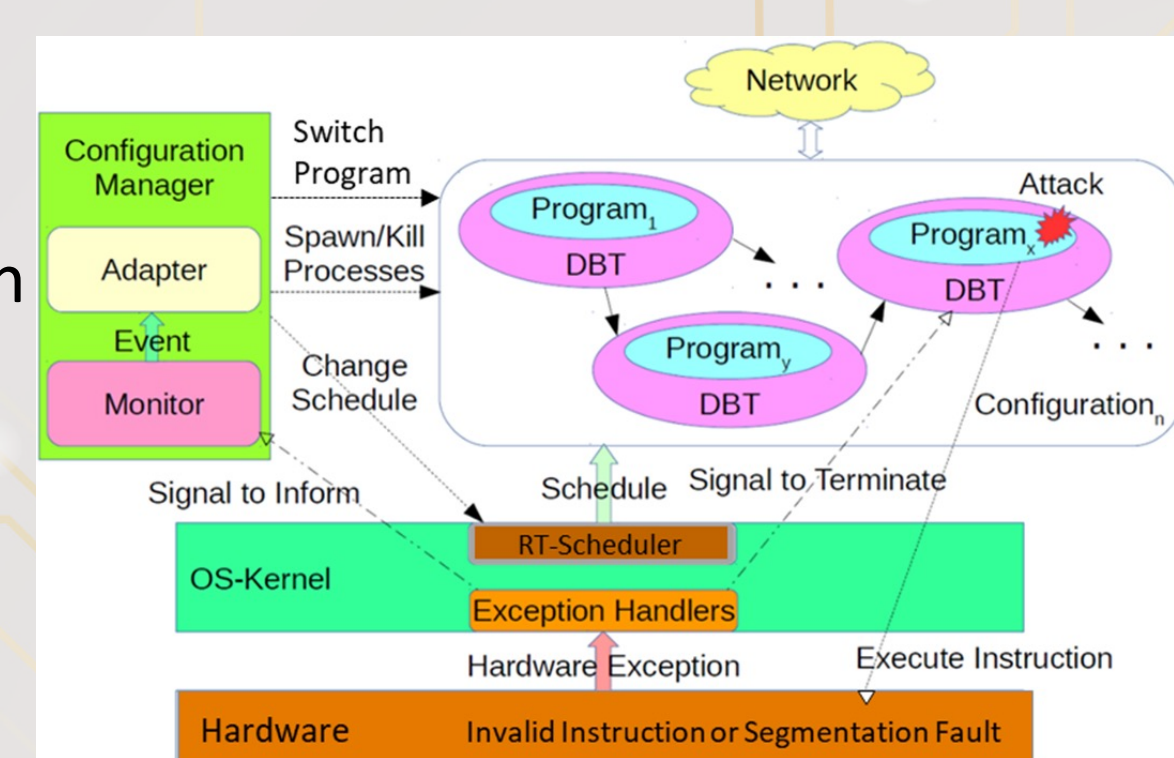 Network
Configuration
Manager
Switch
Program
Attack
Program1
DBT
Programx
DBT
Adapter
Spawn/Kill
Processes
. . .
n
Event
Programy
DBT
. . .
Monitor
Change
Schedule
Configurationn
Signal to Inform
Schedule
Signal to Terminate
RT-Scheduler
OS-Kernel
Exception Handlers
Hardware Exception
Execute Instruction
Hardware
Invalid Instruction or Segmentation Fault